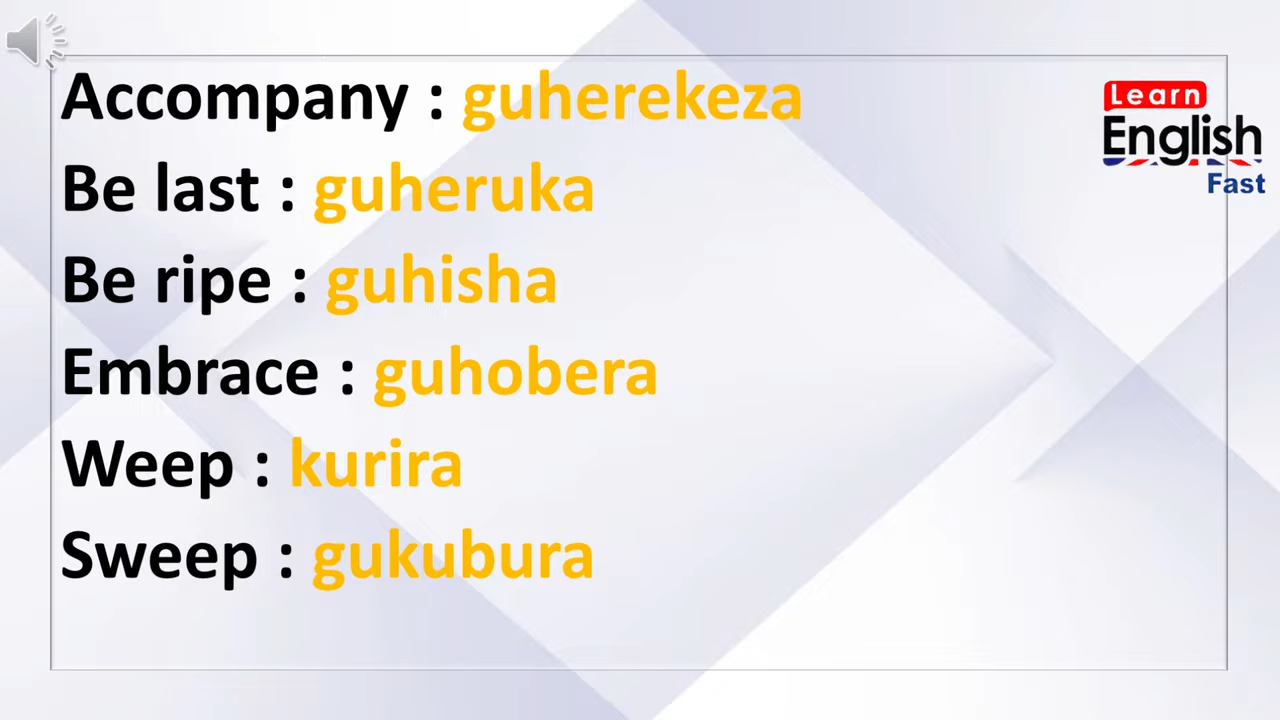 Accompany : guherekeza
Be last : guheruka
Be ripe : guhisha
Embrace : guhobera
Weep : kurira
Sweep : gukubura
Learn
English
Fast